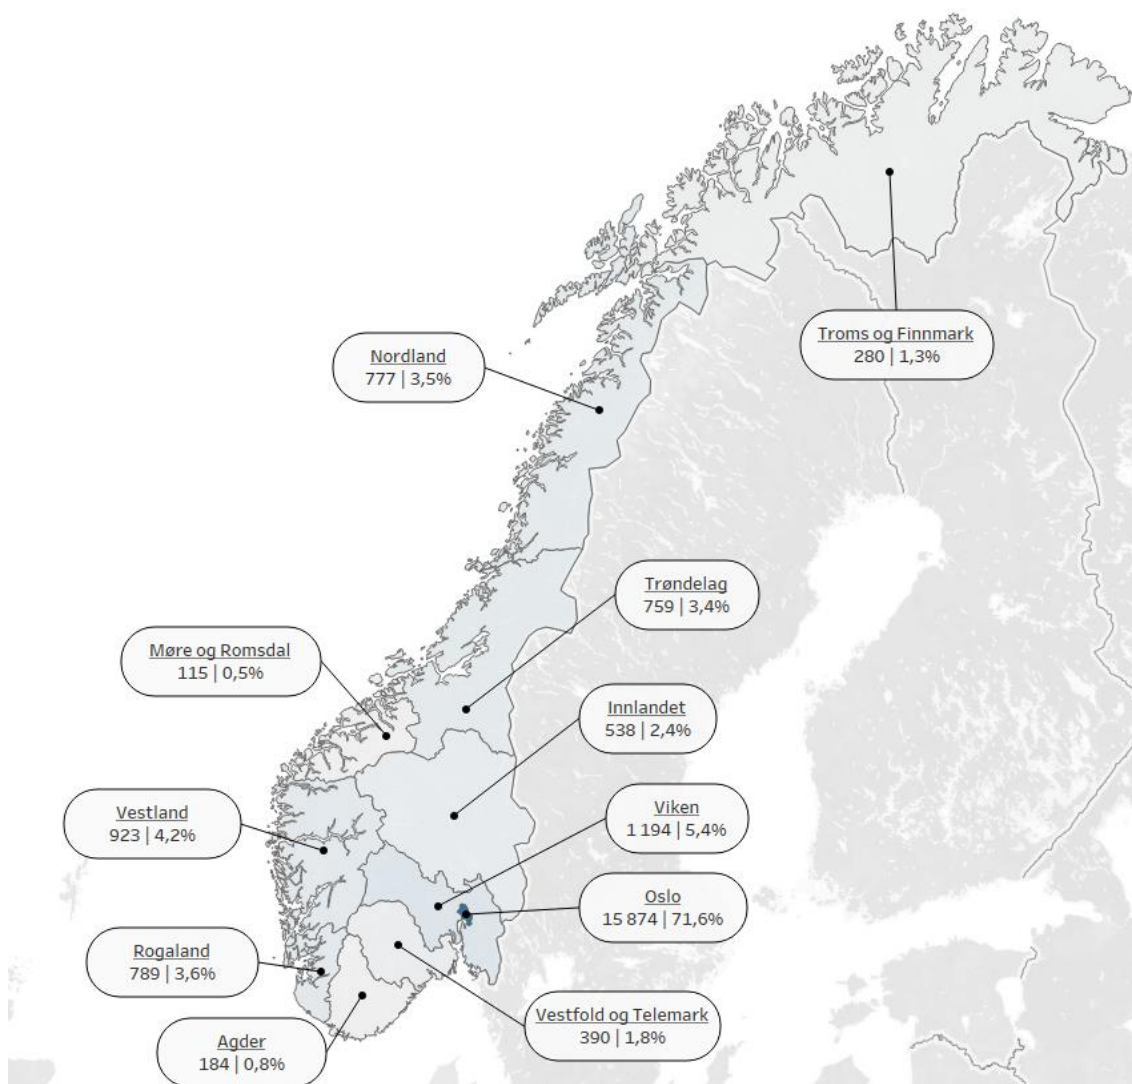 Troms og Finnmark
280 | 1,3%
Nordland
777 | 3,5%
Trøndelag
759 | 3,4%
Møre og Romsdal
115 | 0,5%
Innlandet
538 | 2,4%
Vestland
923 | 4,2%
Viken
1 194 | 5,4%
Oslo
15 874 | 71,6%
Rogaland
789 | 3,6%
Vestfold og Telemark
390 | 1,8%
Agder
184 | 0,8%